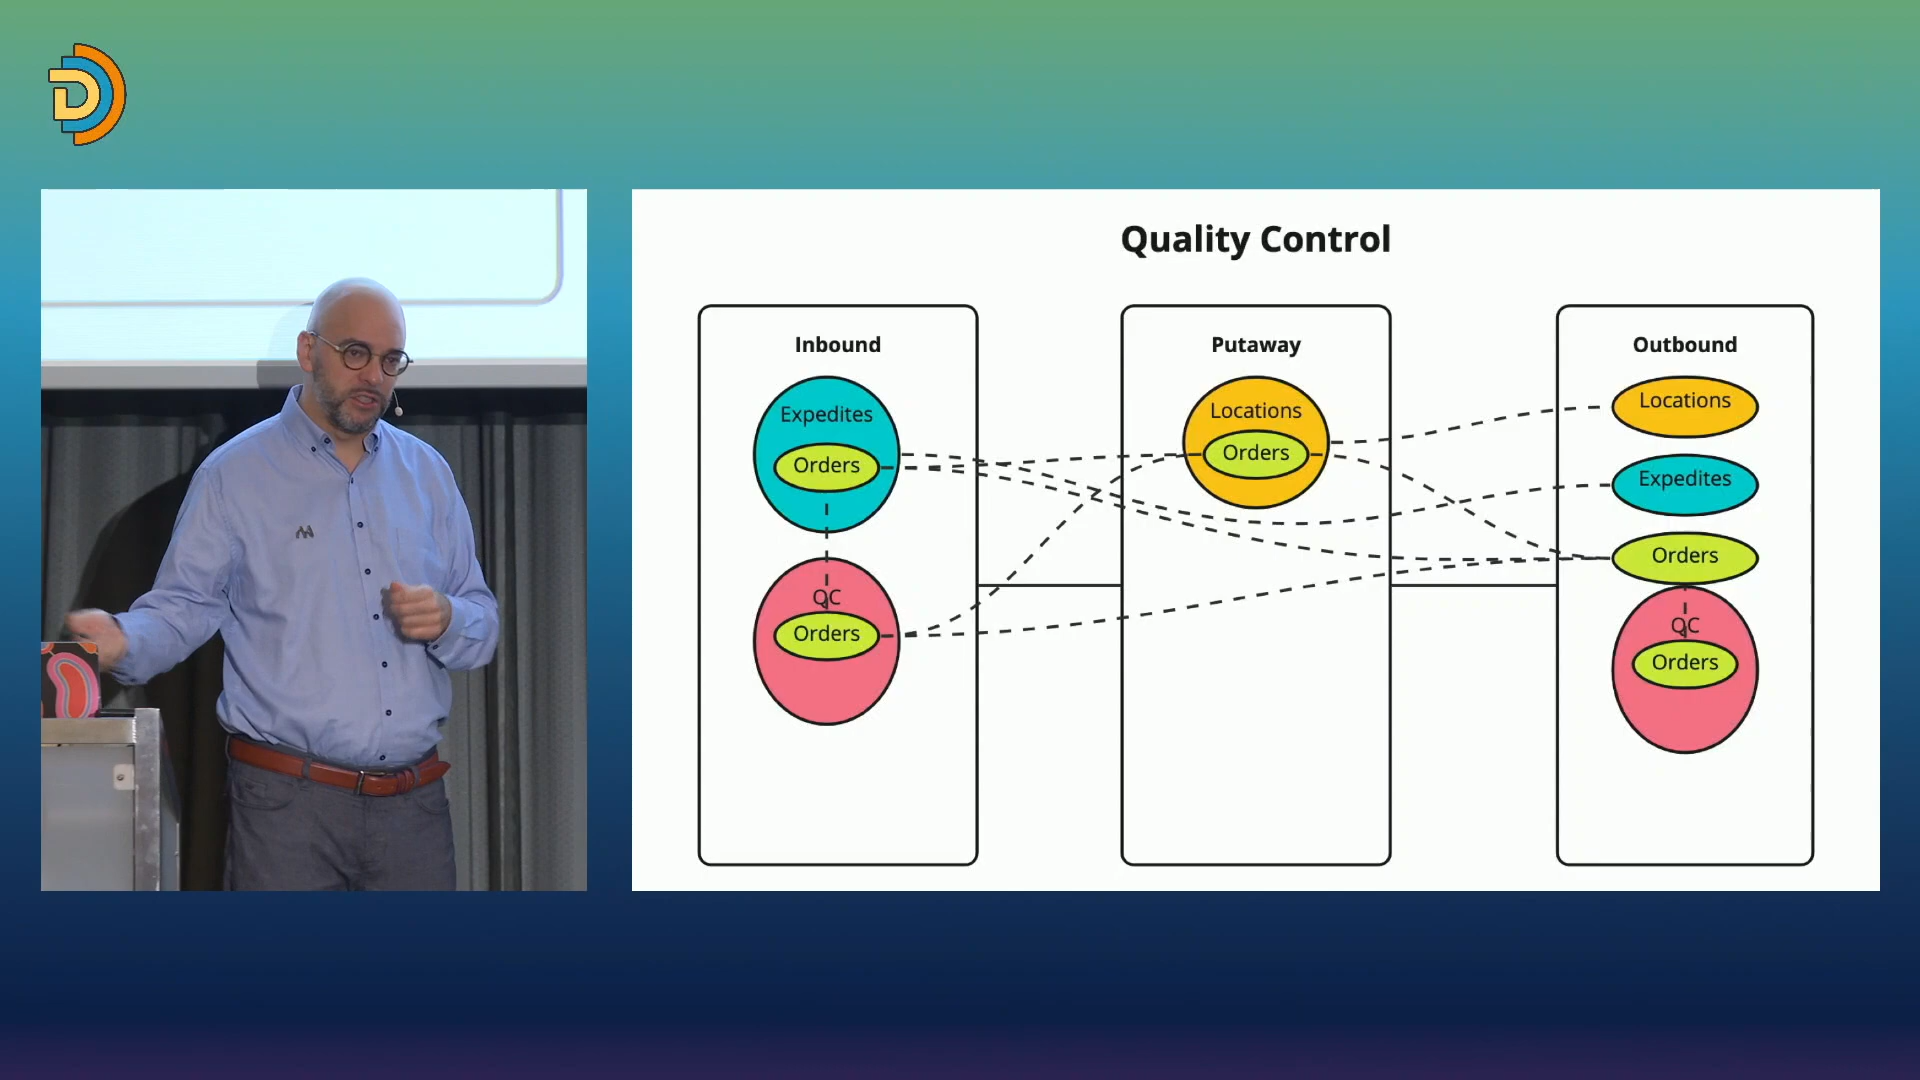 Quality Control
Inbound
Expedites
Orders
QC
Orders
Putaway
Locations
Orders
Outbound
Locations
Expedites
Orders
QC
Orders